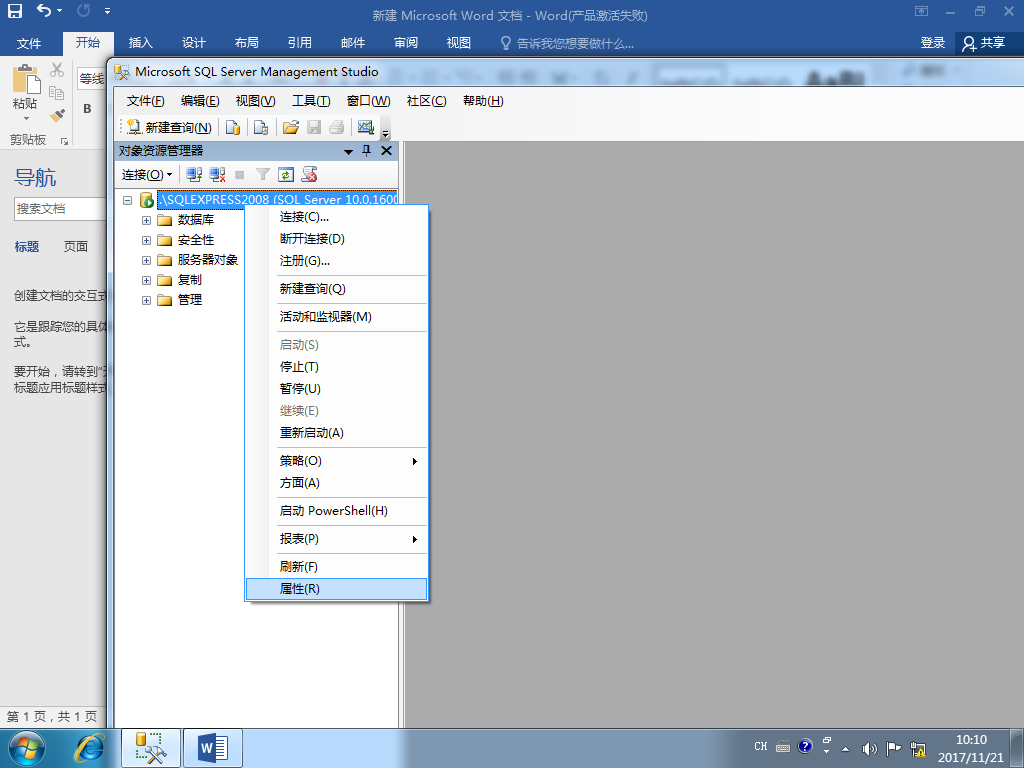 新建 Microsoft Word 文档 - Word(产品激活失败)
文件 开始 插入 设计 布局 引用 邮件 审阅 视图 告诉我您想要做什么... 登录 共享
粘贴
等线
B
剪贴板
导航
搜索文档
标题 页面
创建文档的交互式
它是跟踪您的具体
式。
要开始，请转到"
标题应用标题样式
第 1 页，共 1 页
Microsoft SQL Server Management Studio
文件(F) 编辑(E) 视图(V) 工具(T) 窗口(W) 社区(C) 帮助(H)
新建查询(N)
对象资源管理器
连接(O)
.\SQLEXPRESS2008 (SQL Server 10.0.1600
数据库
安全性
服务器对象
复制
管理
连接(C)...
断开连接(D)
注册(G)...
新建查询(Q)
活动和监视器(M)
启动(S)
停止(T)
暂停(U)
继续(E)
重新启动(A)
策略(O)
方面(A)
启动 PowerShell(H)
报表(P)
刷新(F)
属性(R)
CH
10:10
2017/11/21